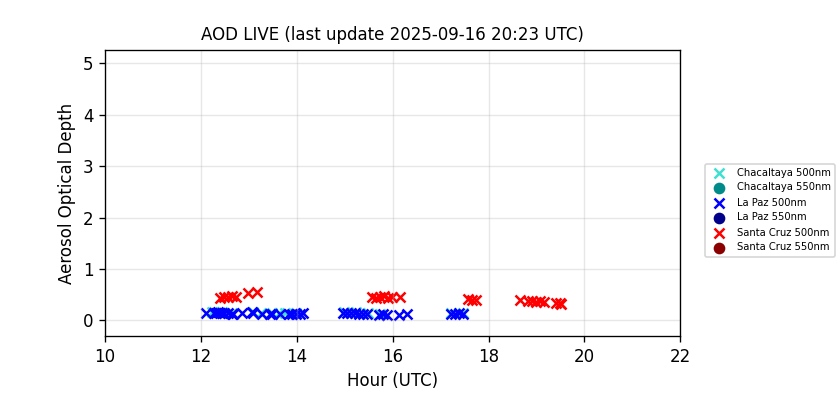 AOD LIVE (last update 2025-09-16 20:23 UTC)
Aerosol Optical Depth
5
4
3
2
1
0
10 12 14 16 18 20 22
Hour (UTC)
Chacaltaya 500nm
Chacaltaya 550nm
La Paz 500nm
La Paz 550nm
Santa Cruz 500nm
Santa Cruz 550nm